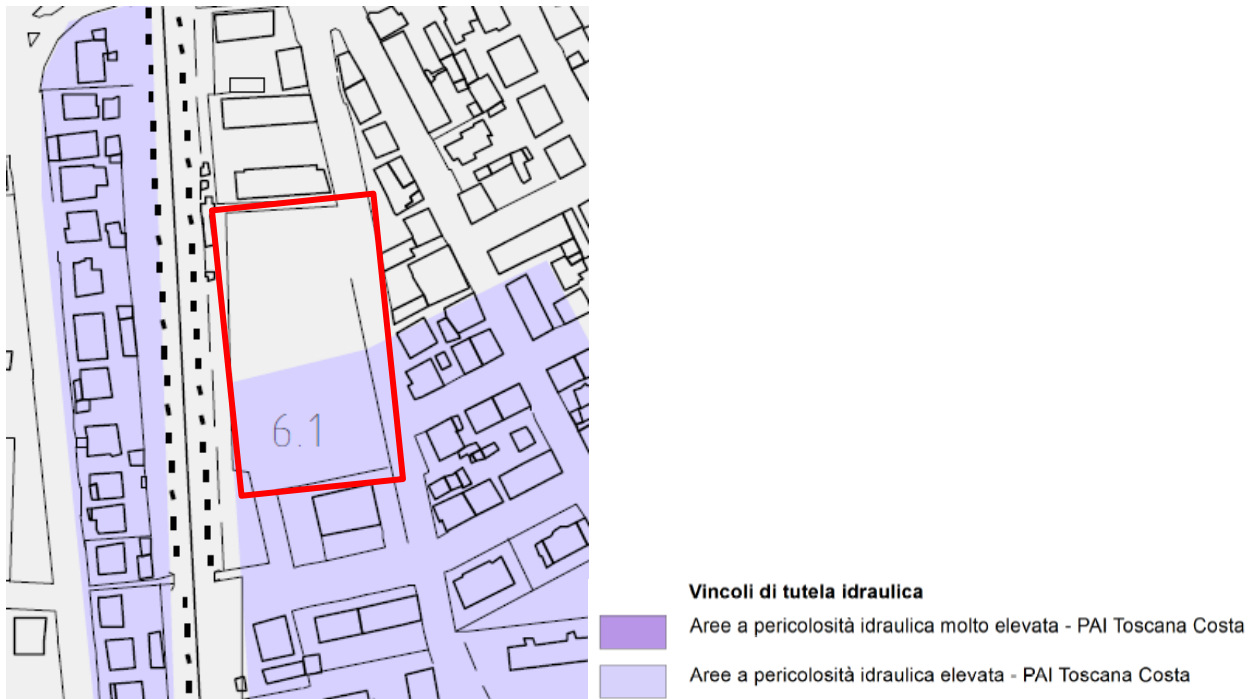 6.1
Vincoli di tutela idraulica
Aree a pericolosità idraulica molto elevata - PAI Toscana Costa
Aree a pericolosità idraulica elevata - PAI Toscana Costa